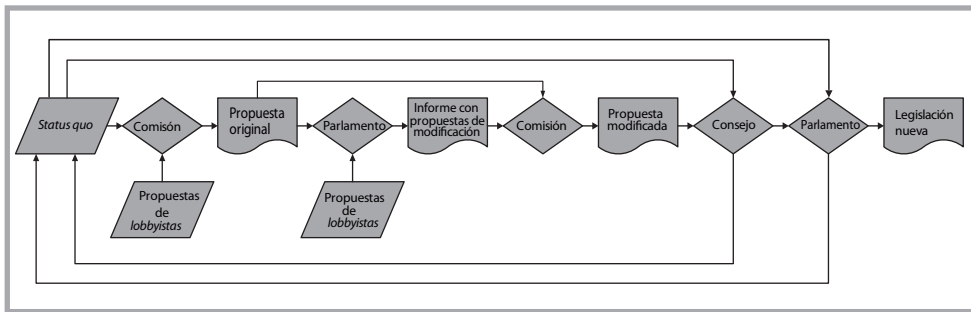 Status quo
Comisón
Propuesta
original
Parlamento
Informe con
propuestas de
modificación
Comisión
Propuesta
modificada
Consejo
Parlamento
Legislación
nueva
Propuestas
de
lobbyistas
Propuestas
de
lobbyistas